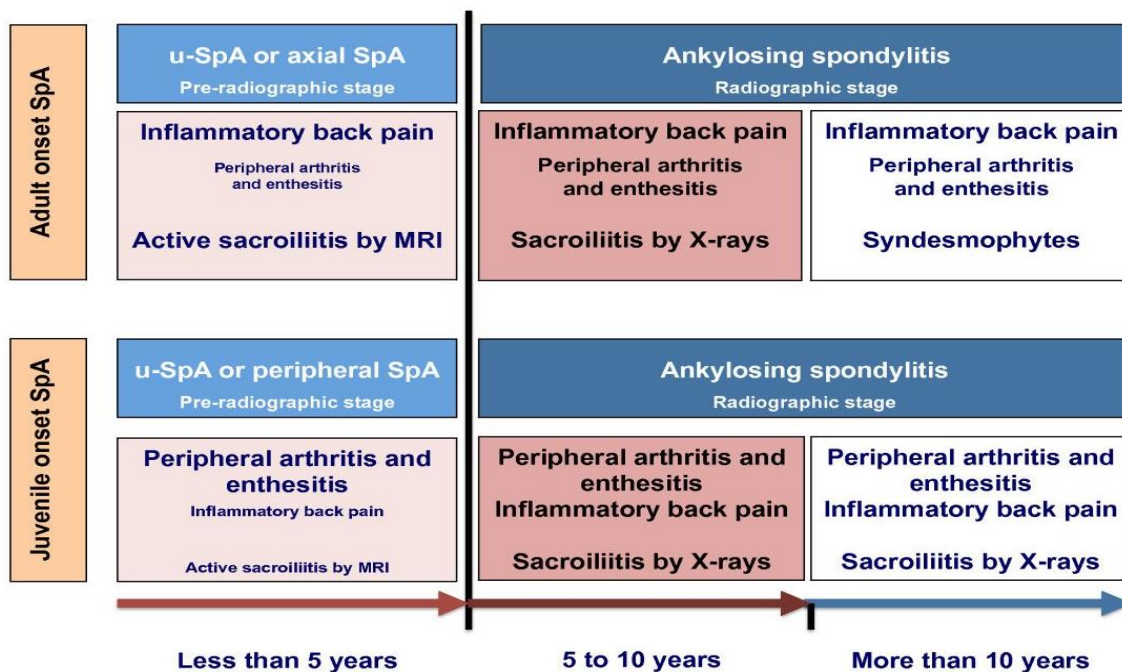 Adult onset SpA
u-SpA or axial SpA
Pre-radiographic stage
Ankylosing spondylitis
Radiographic stage
Inflammatory back pain
Peripheral arthritis
and enthesitis
Active sacroiliitis by MRI
Inflammatory back pain
Peripheral arthritis
and enthesitis
Sacroiliitis by X-rays
Inflammatory back pain
Peripheral arthritis
and enthesitis
Syndesmophytes
Juvenile onset SpA
u-SpA or peripheral SpA
Pre-radiographic stage
Ankylosing spondylitis
Radiographic stage
Peripheral arthritis and
enthesitis
Inflammatory back pain
Active sacroiliitis by MRI
Peripheral arthritis and
enthesitis
Inflammatory back pain
Sacroiliitis by X-rays
Peripheral arthritis and
enthesitis
Inflammatory back pain
Sacroiliitis by X-rays
Less than 5 years
5 to 10 years
More than 10 years